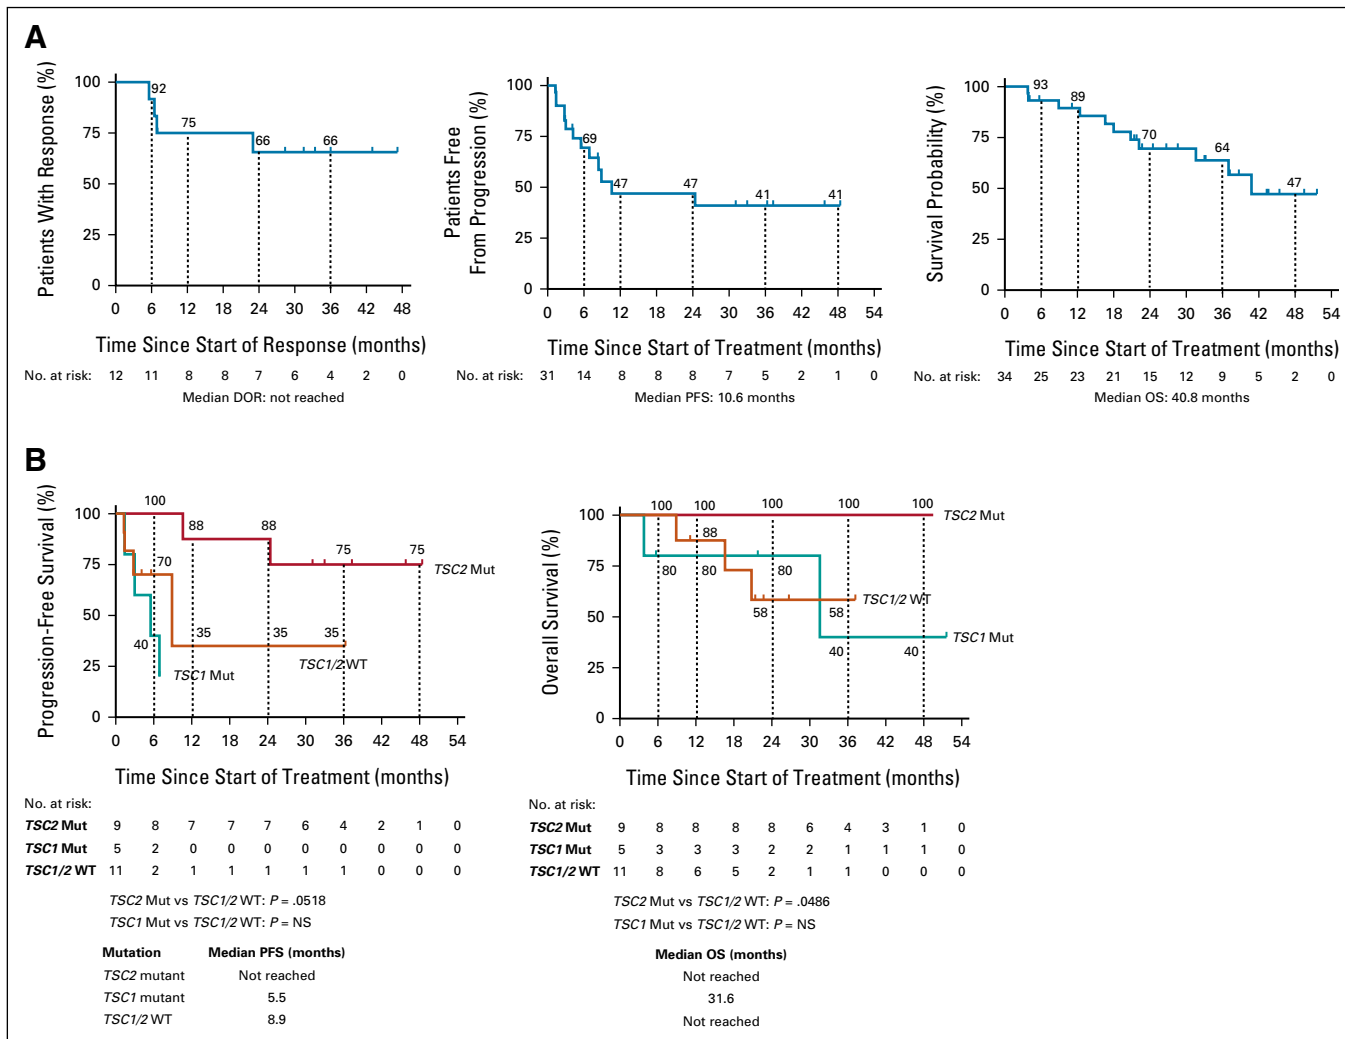 A
Patients With Response (%)
100
75
50
25
0
92
75
66
66
0 6 12 18 24 30 36 42 48
Time Since Start of Response (months)
No. at risk: 12 11 8 8 7 6 4 2 0
Median DOR: not reached
Patients Free
From Progression (%)
100
75
50
25
0
69
47
47
41
41
0 6 12 18 24 30 36 42 48 54
Time Since Start of Treatment (months)
No. at risk: 31 14 8 8 8 7 5 2 1 0
Median PFS: 10.6 months
Survival Probability (%)
100
75
50
25
0
93
89
70
64
47
0 6 12 18 24 30 36 42 48 54
Time Since Start of Treatment (months)
No. at risk: 34 25 23 21 15 12 9 5 2 0
Median OS: 40.8 months
B
Progression-Free Survival (%)
100
75
50
25
0
100
88
88
75
75
TSC2 Mut
70
35
35
35
TSC1/2 WT
40
TSC1 Mut
0 6 12 18 24 30 36 42 48 54
Time Since Start of Treatment (months)
No. at risk:
TSC2 Mut 9 8 7 7 7 6 4 2 1 0
TSC1 Mut 5 2 0 0 0 0 0 0 0 0
TSC1/2 WT 11 2 1 1 1 1 1 0 0 0
TSC2 Mut vs TSC1/2 WT: P = .0518
TSC1 Mut vs TSC1/2 WT: P = NS
Mutation Median PFS (months)
TSC2 mutant Not reached
TSC1 mutant 5.5
TSC1/2 WT 8.9
Overall Survival (%)
100
75
50
25
0
100 100 100 100 100
TSC2 Mut
88
80 80 80
58 58
TSC1/2 WT
40 40
TSC1 Mut
0 6 12 18 24 30 36 42 48 54
Time Since Start of Treatment (months)
No. at risk:
TSC2 Mut 9 8 8 8 8 6 4 3 1 0
TSC1 Mut 5 3 3 3 2 2 1 1 1 0
TSC1/2 WT 11 8 6 5 2 1 1 0 0 0
TSC2 Mut vs TSC1/2 WT: P = .0486
TSC1 Mut vs TSC1/2 WT: P = NS
Median OS (months)
Not reached
31.6
Not reached